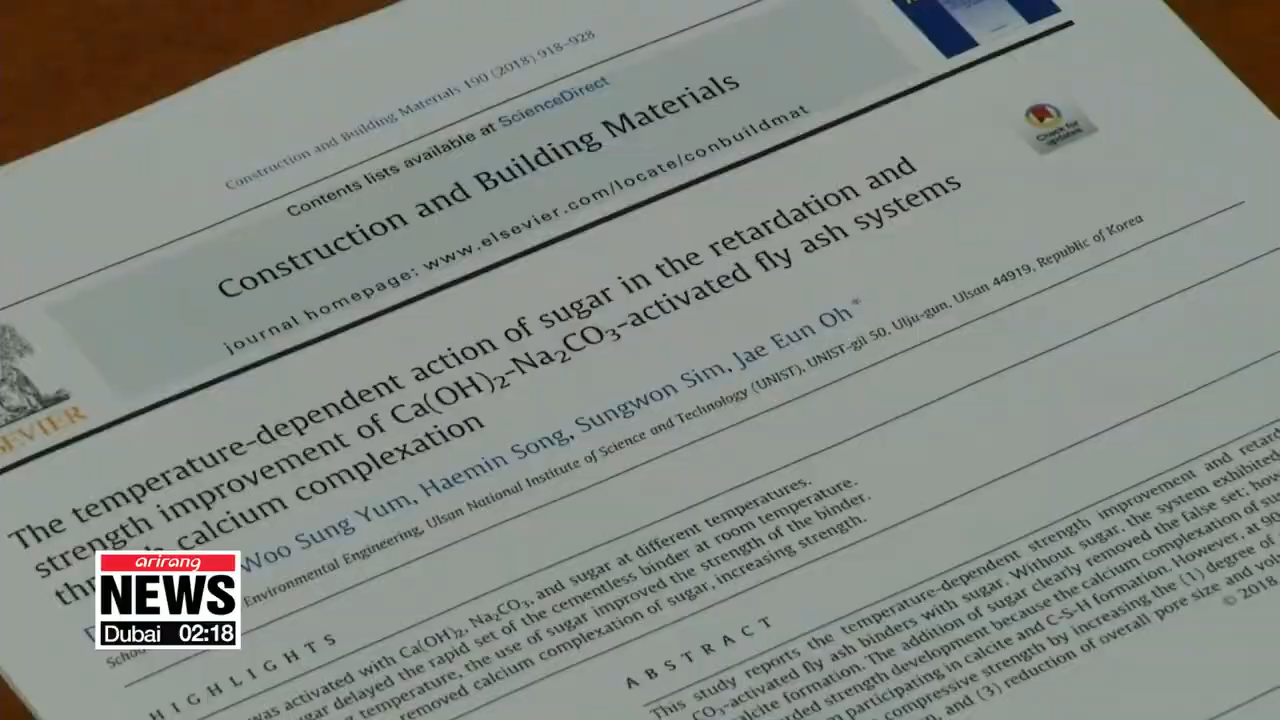 Construction and Building Materials 190 (2018) 918–928
Contents lists available at ScienceDirect
Construction and Building Materials
journal homepage: www.elsevier.com/locate/conbuildmat
Check for
updates
SEVIER
The temperature-dependent action of sugar in the retardation and
strength improvement of Ca(OH)₂-Na₂CO₃-activated fly ash systems
calcium complexation
Woo Sung Yum, Haemin Song, Sungwon Sim, Jae Eun Oh *
Environmental Engineering, Ulsan National Institute of Science and Technology (UNIST), UNIST-gil 50, Ulju-gun, Ulsan 44919, Republic of Korea
HIGHLIGHTS
was activated with Ca(OH)₂, Na₂CO₃, and sugar at different temperatures.
delayed the rapid set of the cementless binder at room temperature.
temperature, the use of sugar improved the strength of the binder.
removed calcium complexation of sugar, increasing strength.
ABSTRACT
This study reports the temperature-dependent strength improvement and
CO₃-activated fly ash binders with sugar. Without sugar, the system exhibited
calcite formation. The addition of sugar clearly removed the false set;
strength development because the calcium complexation of
participating in calcite and C-S-H formation. However, at 90
compressive strength by increasing the (1) degree of
and (3) reduction of overall pore size and
© 2018
arirang
NEWS
Dubai 02:18